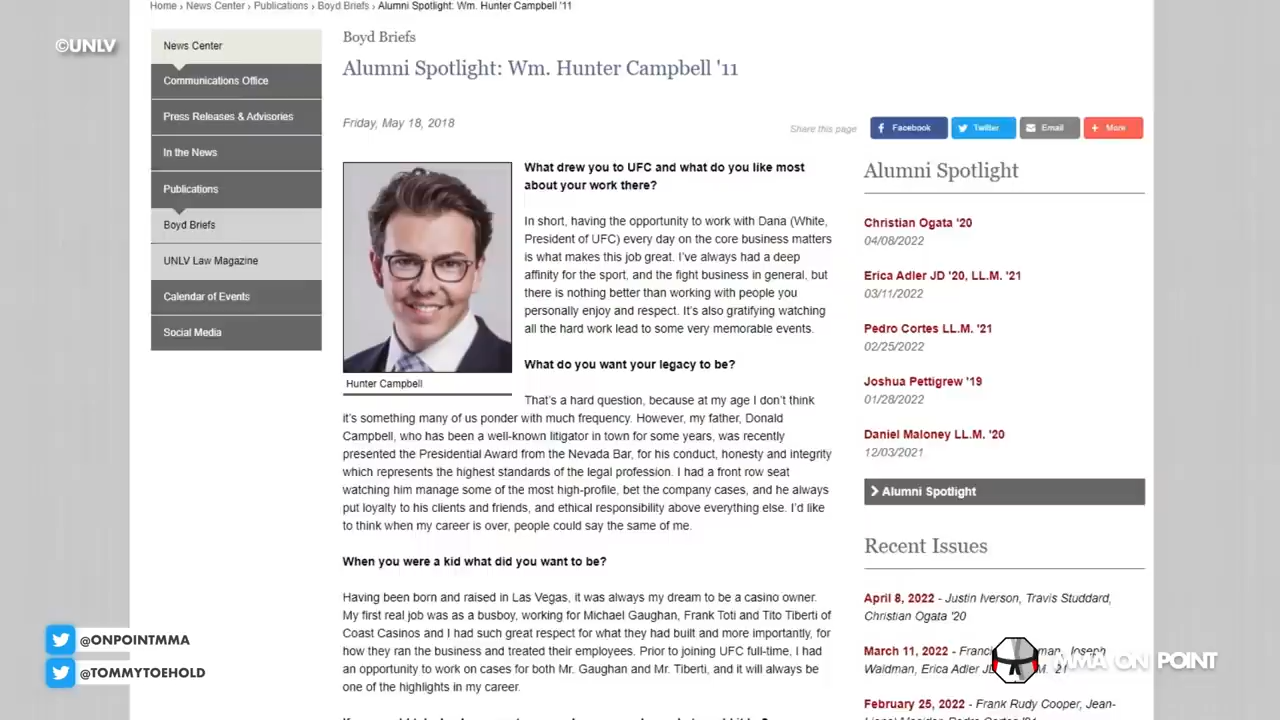 Home › News Center › Publications › Boyd Briefs › Alumni Spotlight: Wm. Hunter Campbell '11
©UNLV
News Center
Communications Office
Press Releases & Advisories
In the News
Publications
Boyd Briefs
UNLV Law Magazine
Calendar of Events
Social Media
Boyd Briefs
Alumni Spotlight: Wm. Hunter Campbell '11
Friday, May 18, 2018
Share this page
Facebook
Twitter
Email
More
Hunter Campbell
What drew you to UFC and what do you like most
about your work there?
In short, having the opportunity to work with Dana (White,
President of UFC) every day on the core business matters
is what makes this job great. I've always had a deep
affinity for the sport, and the fight business in general, but
there is nothing better than working with people you
personally enjoy and respect. It's also gratifying watching
all the hard work lead to some very memorable events.
What do you want your legacy to be?
That's a hard question, because at my age I don't think
it's something many of us ponder with much frequency. However, my father, Donald
Campbell, who has been a well-known litigator in town for some years, was recently
presented the Presidential Award from the Nevada Bar, for his conduct, honesty and integrity
which represents the highest standards of the legal profession. I had a front row seat
watching him manage some of the most high-profile, bet the company cases, and he always
put loyalty to his clients and friends, and ethical responsibility above everything else. I'd like
to think when my career is over, people could say the same of me.
When you were a kid what did you want to be?
Having been born and raised in Las Vegas, it was always my dream to be a casino owner.
My first real job was as a busboy, working for Michael Gaughan, Frank Toti and Tito Tiberti of
Coast Casinos and I had such great respect for what they had built and more importantly, for
how they ran the business and treated their employees. Prior to joining UFC full-time, I had
an opportunity to work on cases for both Mr. Gaughan and Mr. Tiberti, and it will always be
one of the highlights in my career.
Alumni Spotlight
Christian Ogata '20
04/08/2022
Erica Adler JD '20, LL.M. '21
03/11/2022
Pedro Cortes LL.M. '21
02/25/2022
Joshua Pettigrew '19
01/28/2022
Daniel Maloney LL.M. '20
12/03/2021
Alumni Spotlight
Recent Issues
April 8, 2022 - Justin Iverson, Travis Studdard,
Christian Ogata '20
March 11, 2022 - Joseph
Waldman, Erica Adler '21
February 25, 2022 - Frank Rudy Cooper, Jean-
@ONPOINTMMA
@TOMMYTOEHOLD
MMA ON POINT